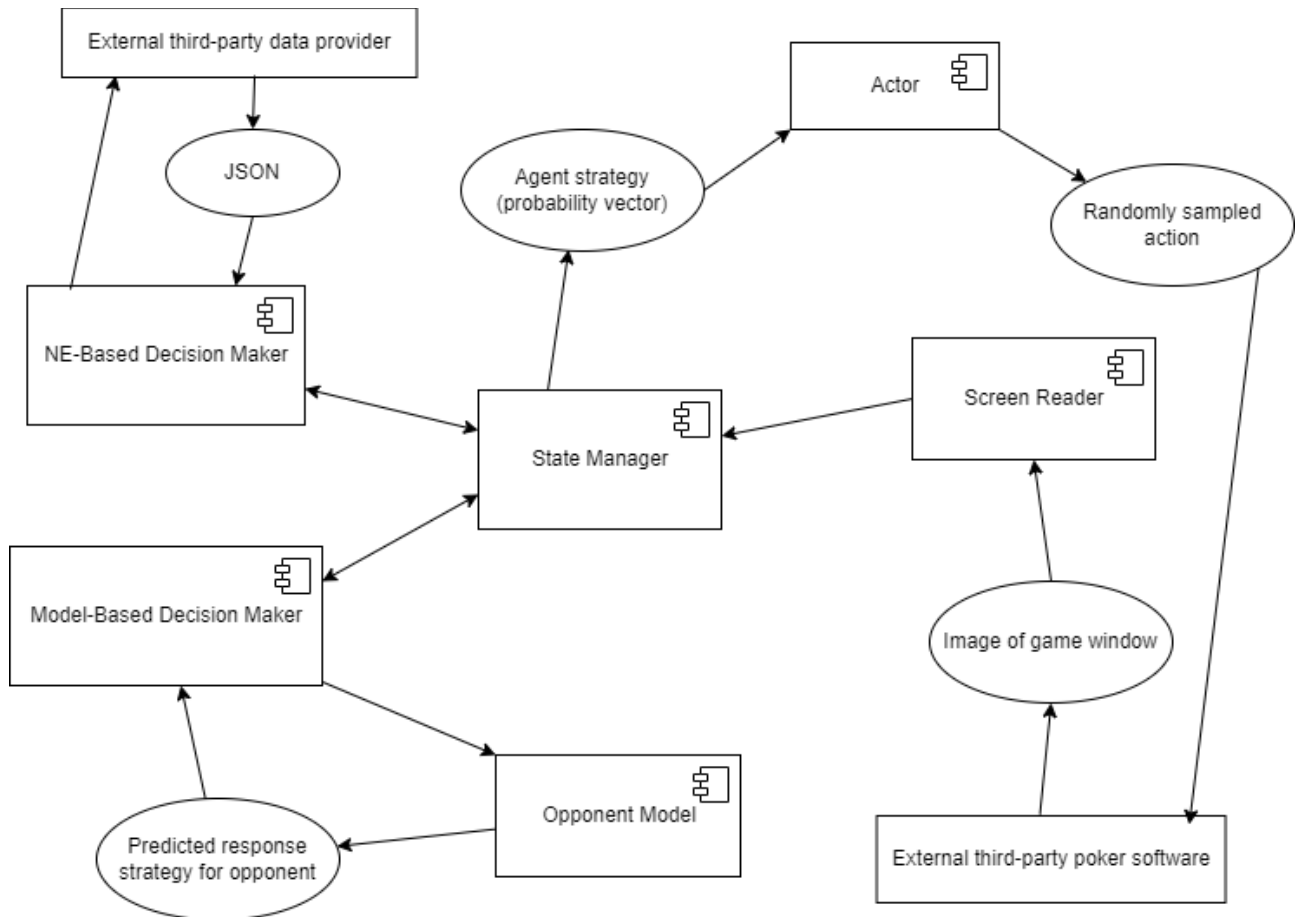 External third-party data provider
Actor
JSON
Agent strategy
(probability vector)
Randomly sampled
action
NE-Based Decision Maker
Screen Reader
State Manager
Model-Based Decision Maker
Image of game window
Opponent Model
Predicted response
strategy for opponent
External third-party poker software